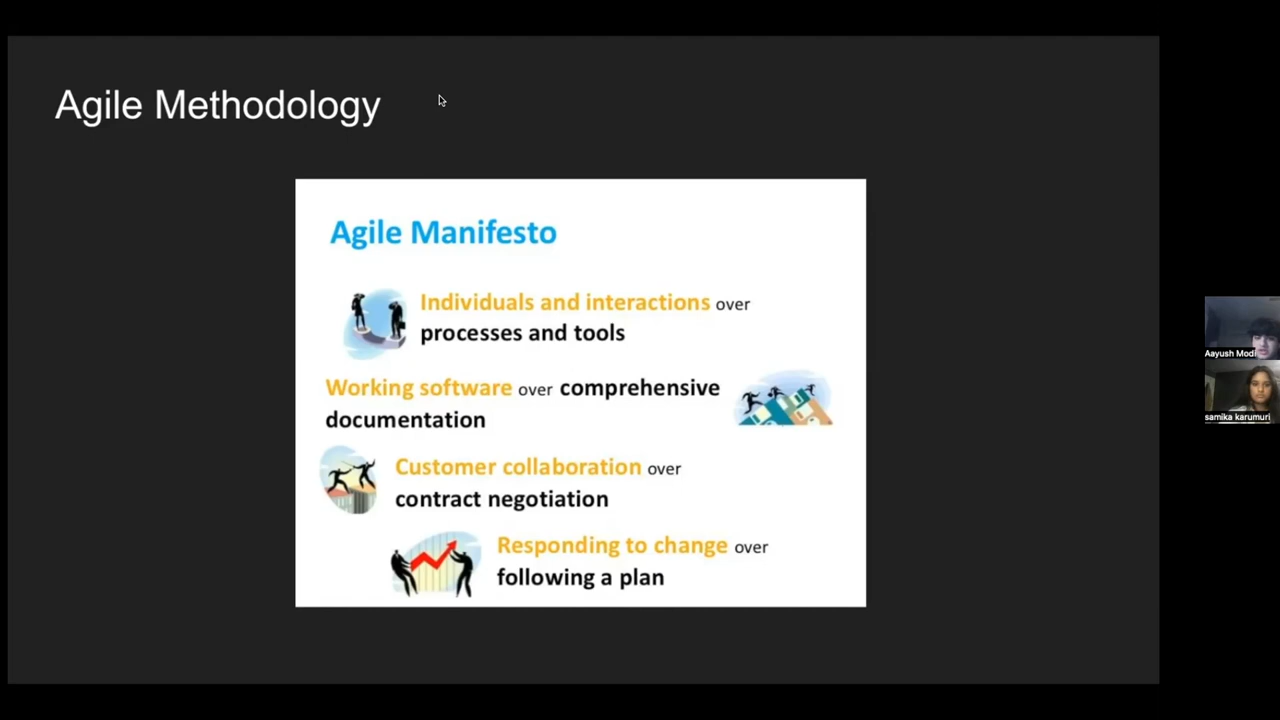 Agile Methodology
Agile Manifesto
Individuals and interactions over
processes and tools
Working software over comprehensive
documentation
Customer collaboration over
contract negotiation
Responding to change over
following a plan
Aayush Modi
samika karumuri